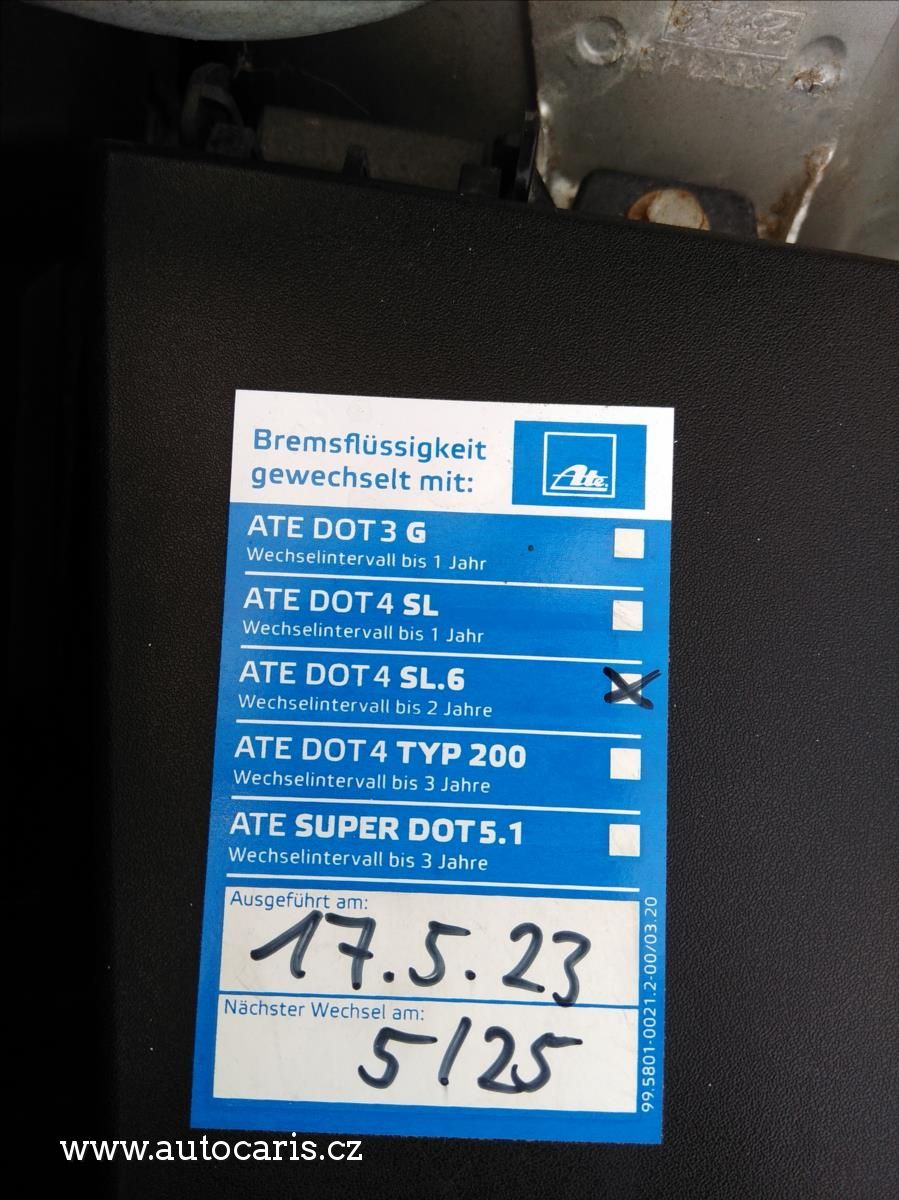 Bremsflüssigkeit
gewechselt mit:
Ate
ATE DOT 3 G
Wechselintervall bis 1 Jahr
ATE DOT 4 SL
Wechselintervall bis 1 Jahr
ATE DOT 4 SL.6
Wechselintervall bis 2 Jahre
ATE DOT 4 TYP 200
Wechselintervall bis 3 Jahre
ATE SUPER DOT 5.1
Wechselintervall bis 3 Jahre
Ausgeführt am:
17.5.23
Nächster Wechsel am:
5/25
99.5801-0021.2-00/03.20
www.autocaris.cz